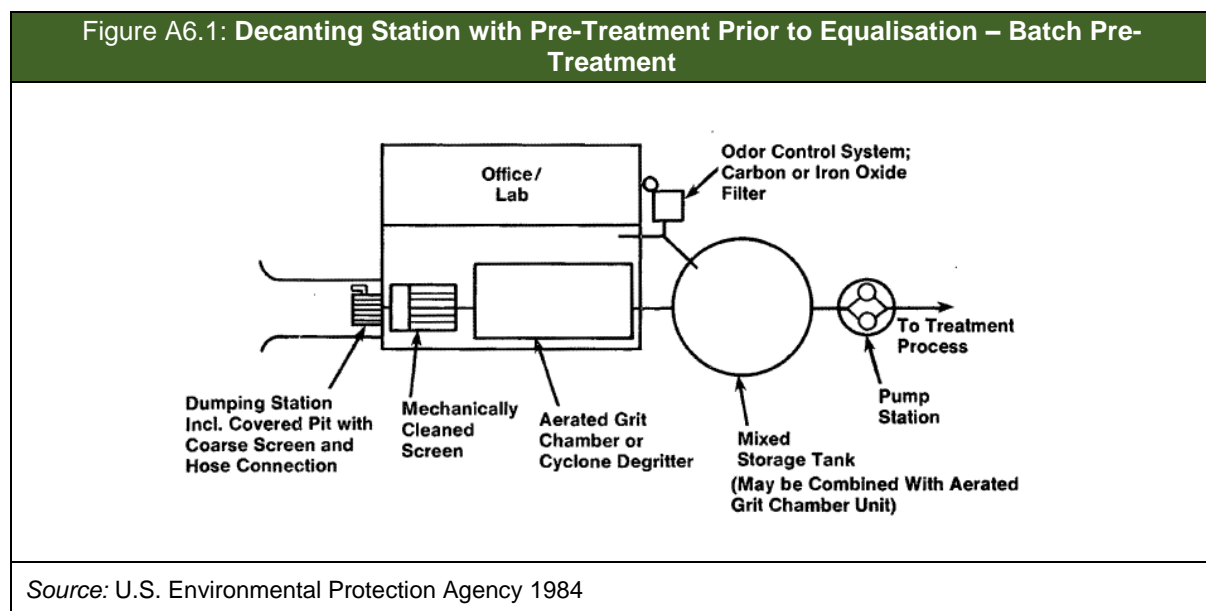 Figure A6.1: Decanting Station with Pre-Treatment Prior to Equalisation – Batch Pre-
Treatment
Office/
Lab
Odor Control System;
Carbon or Iron Oxide
Filter
Dumping Station
Incl. Covered Pit with
Coarse Screen and
Hose Connection
Mechanically
Cleaned
Screen
Aerated Grit
Chamber or
Cyclone Degritter
Mixed
Storage Tank
(May be Combined With Aerated
Grit Chamber Unit)
To Treatment
Process
Pump
Station
Source: U.S. Environmental Protection Agency 1984